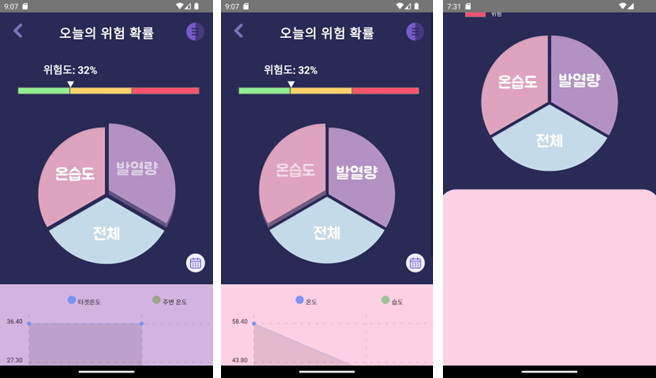 9:07
오늘의 위험 확률
위험도: 32%
온습도
발열량
전체
타겟온도
주변 온도
36.40
27.30
9:07
오늘의 위험 확률
위험도: 32%
온습도
발열량
전체
온도
습도
58.40
43.80
7:31
위험
온습도
발열량
전체